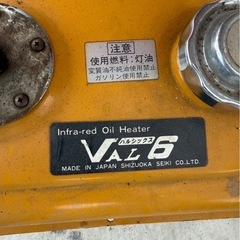 注意
使用燃料：灯油
変質油不純油使用禁止
ガソリン使用禁止
Infra-red Oil Heater
バルシックス
VAL6
MADE IN JAPAN SHIZUOKA SEIKI CO.LTD.